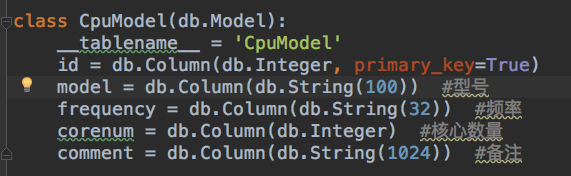 class CpuModel(db.Model):
    __tablename__ = 'CpuModel'
    id = db.Column(db.Integer, primary_key=True)
    model = db.Column(db.String(100))  #型号
    frequency = db.Column(db.String(32))  #频率
    corenum = db.Column(db.Integer)  #核心数量
    comment = db.Column(db.String(1024))  #备注